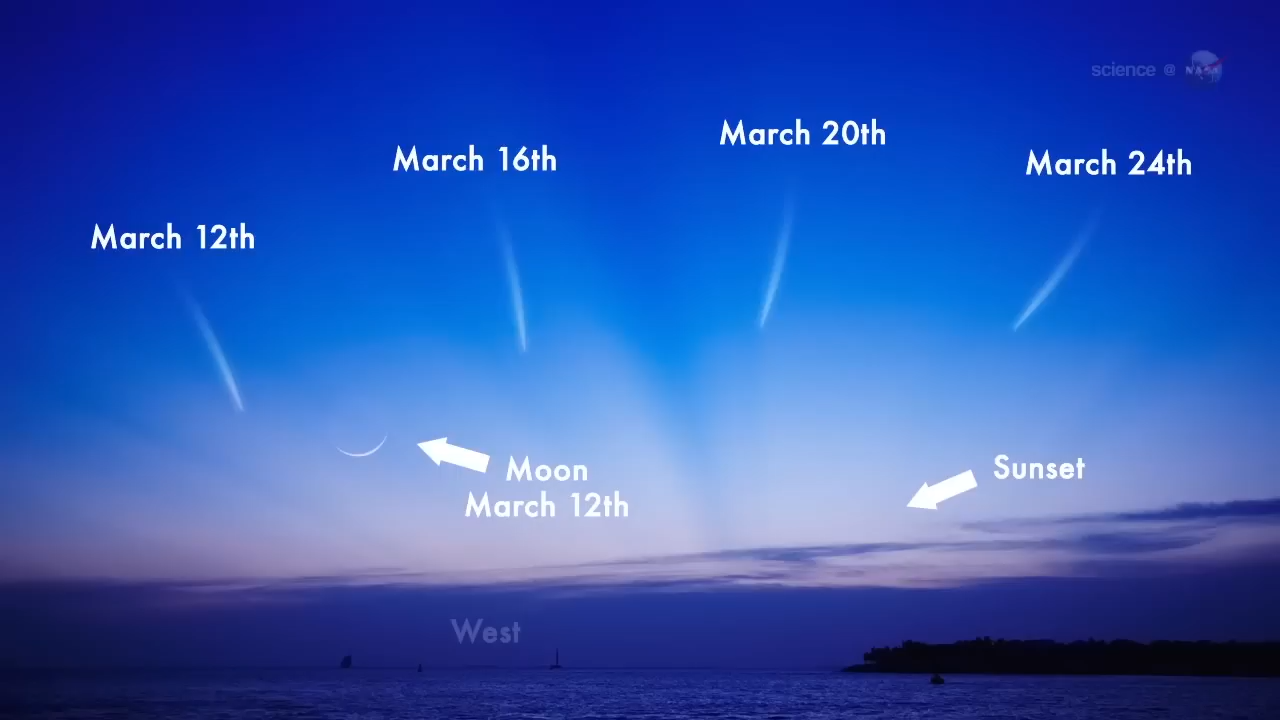 science @ NASA
March 20th
March 16th
March 24th
March 12th
Moon
March 12th
Sunset
West